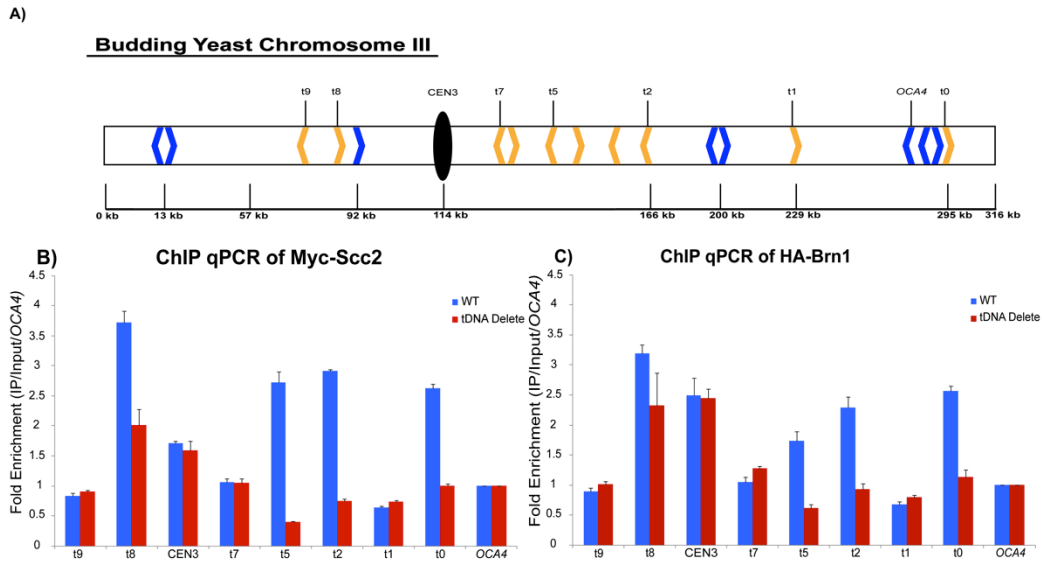 A)
Budding Yeast Chromosome III
t9 t8 CEN3 t7 t5 t2 t1 OCA4 t0
0 kb 13 kb 57 kb 92 kb 114 kb 166 kb 200 kb 229 kb 295 kb 316 kb
B) ChIP qPCR of Myc-Scc2
Fold Enrichment (IP/Input/OCA4)
4.5
4
3.5
3
2.5
2
1.5
1
0.5
0
WT
tDNA Delete
t9 t8 CEN3 t7 t5 t2 t1 t0 OCA4
C) ChIP qPCR of HA-Brn1
Fold Enrichment (IP/Input/OCA4)
4.5
4
3.5
3
2.5
2
1.5
1
0.5
0
WT
tDNA Delete
t9 t8 CEN3 t7 t5 t2 t1 t0 OCA4